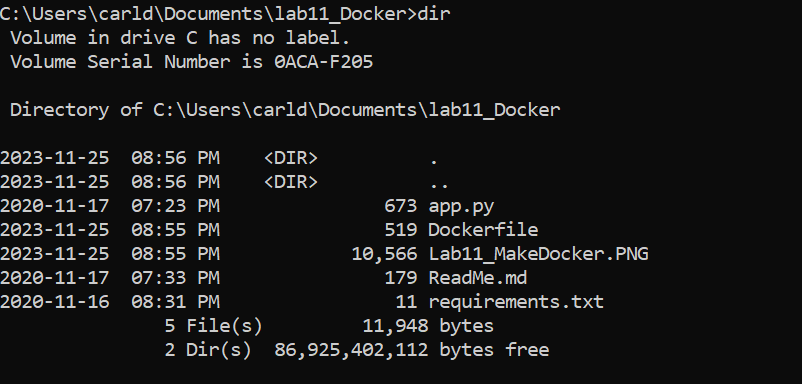 C:\Users\carld\Documents\lab11_Docker>dir
Volume in drive C has no label.
Volume Serial Number is 0ACA-F205
Directory of C:\Users\carld\Documents\lab11_Docker
2023-11-25  08:56 PM    <DIR>          .
2023-11-25  08:56 PM    <DIR>          ..
2020-11-17  07:23 PM               673 app.py
2023-11-25  08:55 PM               519 Dockerfile
2023-11-25  08:55 PM            10,566 Lab11_MakeDocker.PNG
2020-11-17  07:33 PM               179 ReadMe.md
2020-11-16  08:31 PM                11 requirements.txt
5 File(s)         11,948 bytes
2 Dir(s)  86,925,402,112 bytes free